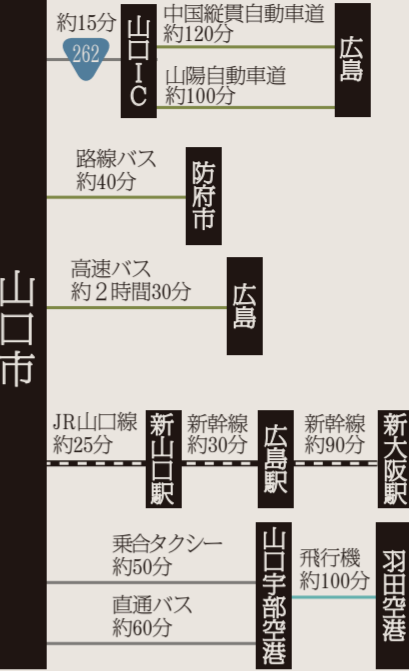 山口市
約15分
262
山口IC
中国縦貫自動車道
約120分
山陽自動車道
約100分
広島
路線バス
約40分
防府市
高速バス
約2時間30分
広島
JR山口線
約25分
新山口駅
新幹線
約30分
広島駅
新幹線
約90分
新大阪駅
乗合タクシー
約50分
直通バス
約60分
山口宇部空港
飛行機
約100分
羽田空港